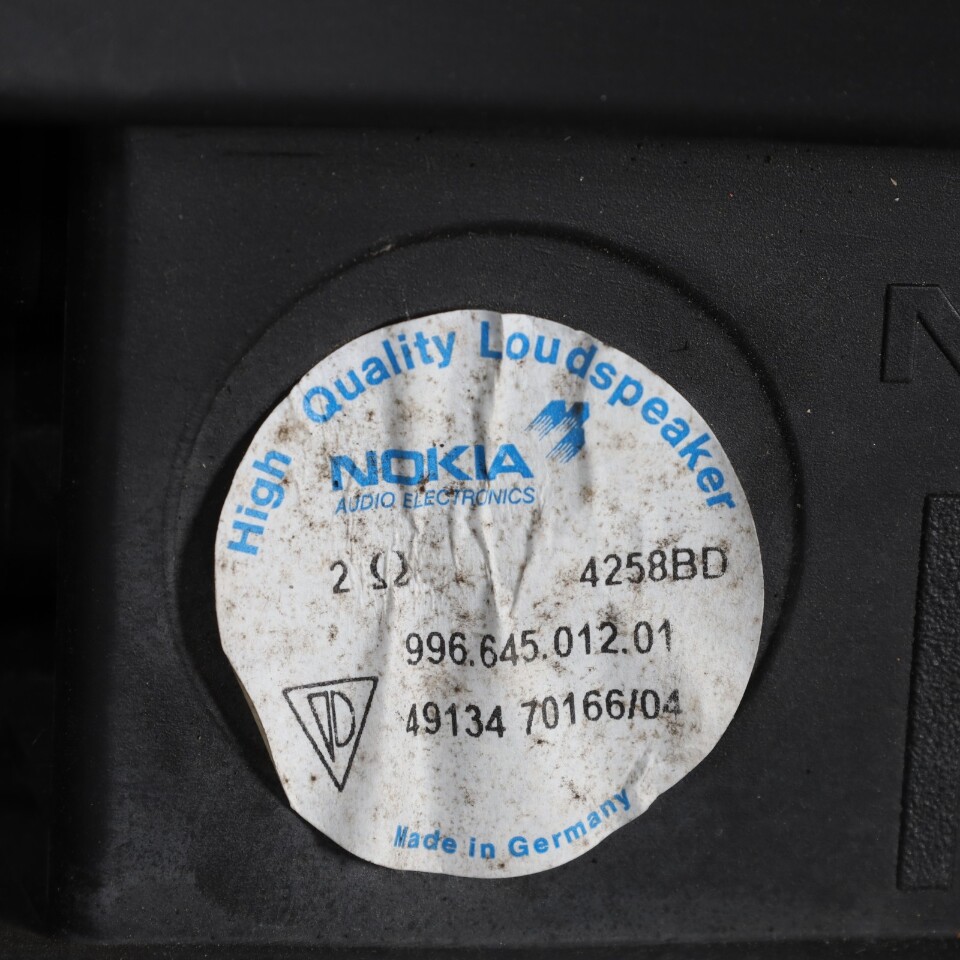 High Quality Loudspeaker
NOKIA
AUDIO ELECTRONICS
2 Ω 4258BD
996.645.012.01
49134 70166/04
Made in Germany